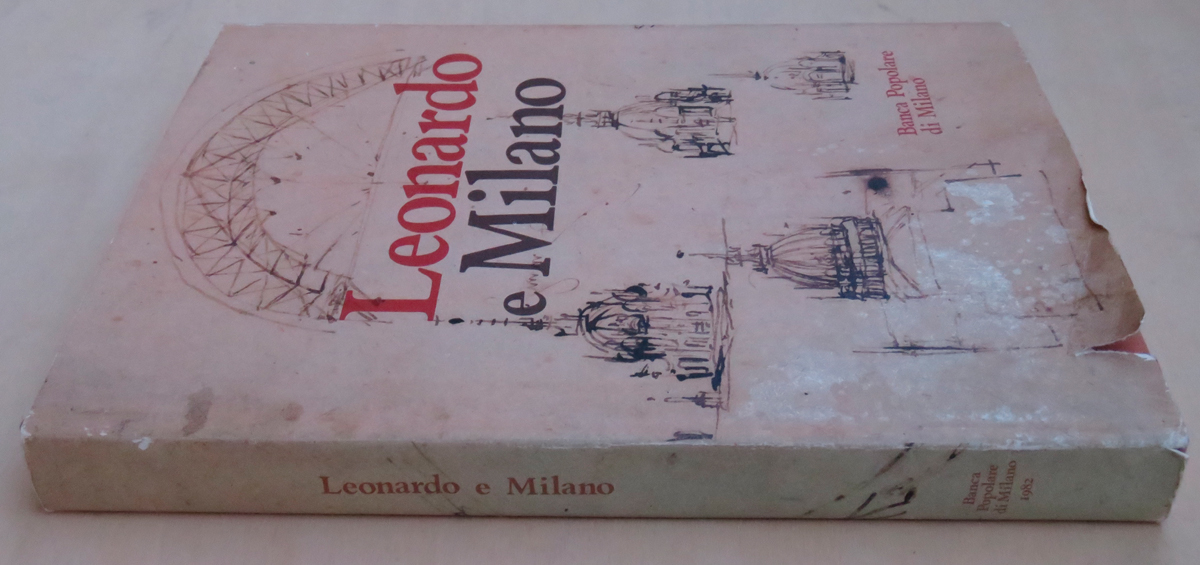 Leonardo
e Milano
Banca Popolare
di Milano
Leonardo e Milano
Banca
Popolare
di Milano
1982